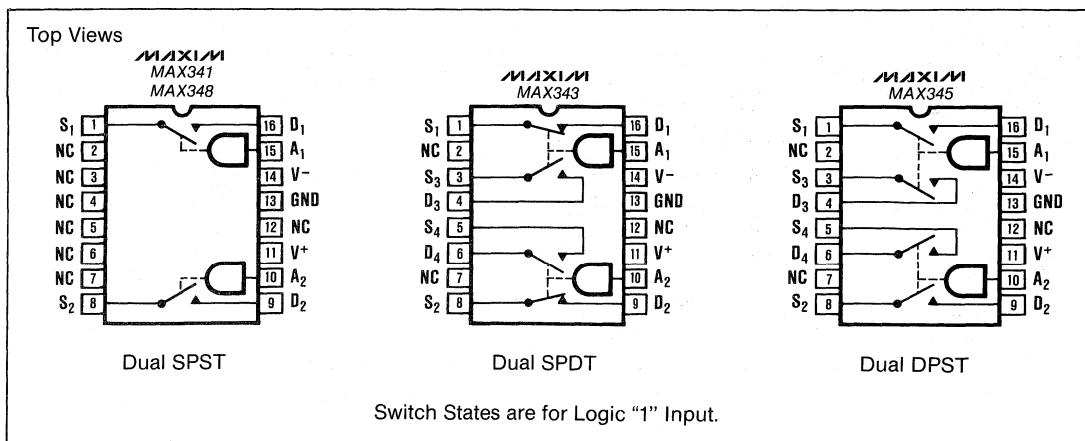 Top Views
MAXIM
MAX341
MAX348
S1 1
NC 2
NC 3
NC 4
NC 5
NC 6
NC 7
S2 8
16 D1
15 A1
14 V-
13 GND
12 NC
11 V+
10 A2
9 D2
Dual SPST
MAXIM
MAX343
S1 1
NC 2
S3 3
D3 4
S4 5
D4 6
NC 7
S2 8
16 D1
15 A1
14 V-
13 GND
12 NC
11 V+
10 A2
9 D2
Dual SPDT
MAXIM
MAX345
S1 1
NC 2
S3 3
D3 4
S4 5
D4 6
NC 7
S2 8
16 D1
15 A1
14 V-
13 GND
12 NC
11 V+
10 A2
9 D2
Dual DPST
Switch States are for Logic “1” Input.